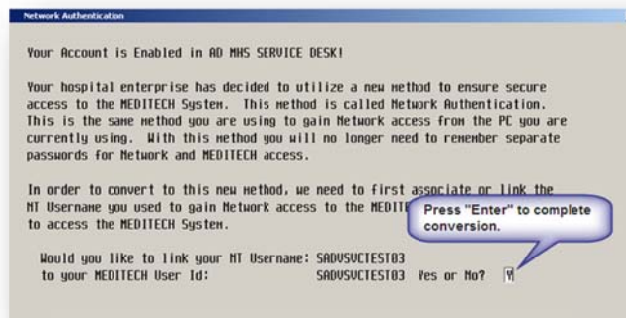 Network Authentication
Your Account is Enabled in AD MHS SERVICE DESK!
Your hospital enterprise has decided to utilize a new method to ensure secure
access to the MEDITECH System. This method is called Network Authentication.
This is the same method you are using to gain Network access from the PC you are
currently using. With this method you will no longer need to remember separate
passwords for Network and MEDITECH access.
In order to convert to this new method, we need to first associate or link the
NT Username you used to gain Network access to the MEDITE
to access the MEDITECH System.
Press "Enter" to complete
conversion.
Would you like to link your NT Username: SADVSVCTEST03
to your MEDITECH User Id: SADVSVCTEST03 Yes or No? Y